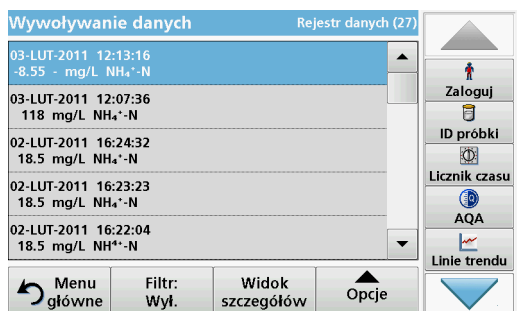 Wywoływanie danych
Rejestr danych (27)
03-LUT-2011 12:13:16
-8.55 - mg/L NH₄⁺-N
03-LUT-2011 12:07:36
118 mg/L NH₄⁺-N
02-LUT-2011 16:24:32
18.5 mg/L NH₄⁺-N
02-LUT-2011 16:23:23
18.5 mg/L NH₄⁺-N
02-LUT-2011 16:22:04
18.5 mg/L NH⁴⁺-N
Zaloguj
ID próbki
Licznik czasu
AQA
Linie trendu
Menu
główne
Filtr:
Wył.
Widok
szczegółów
Opcje